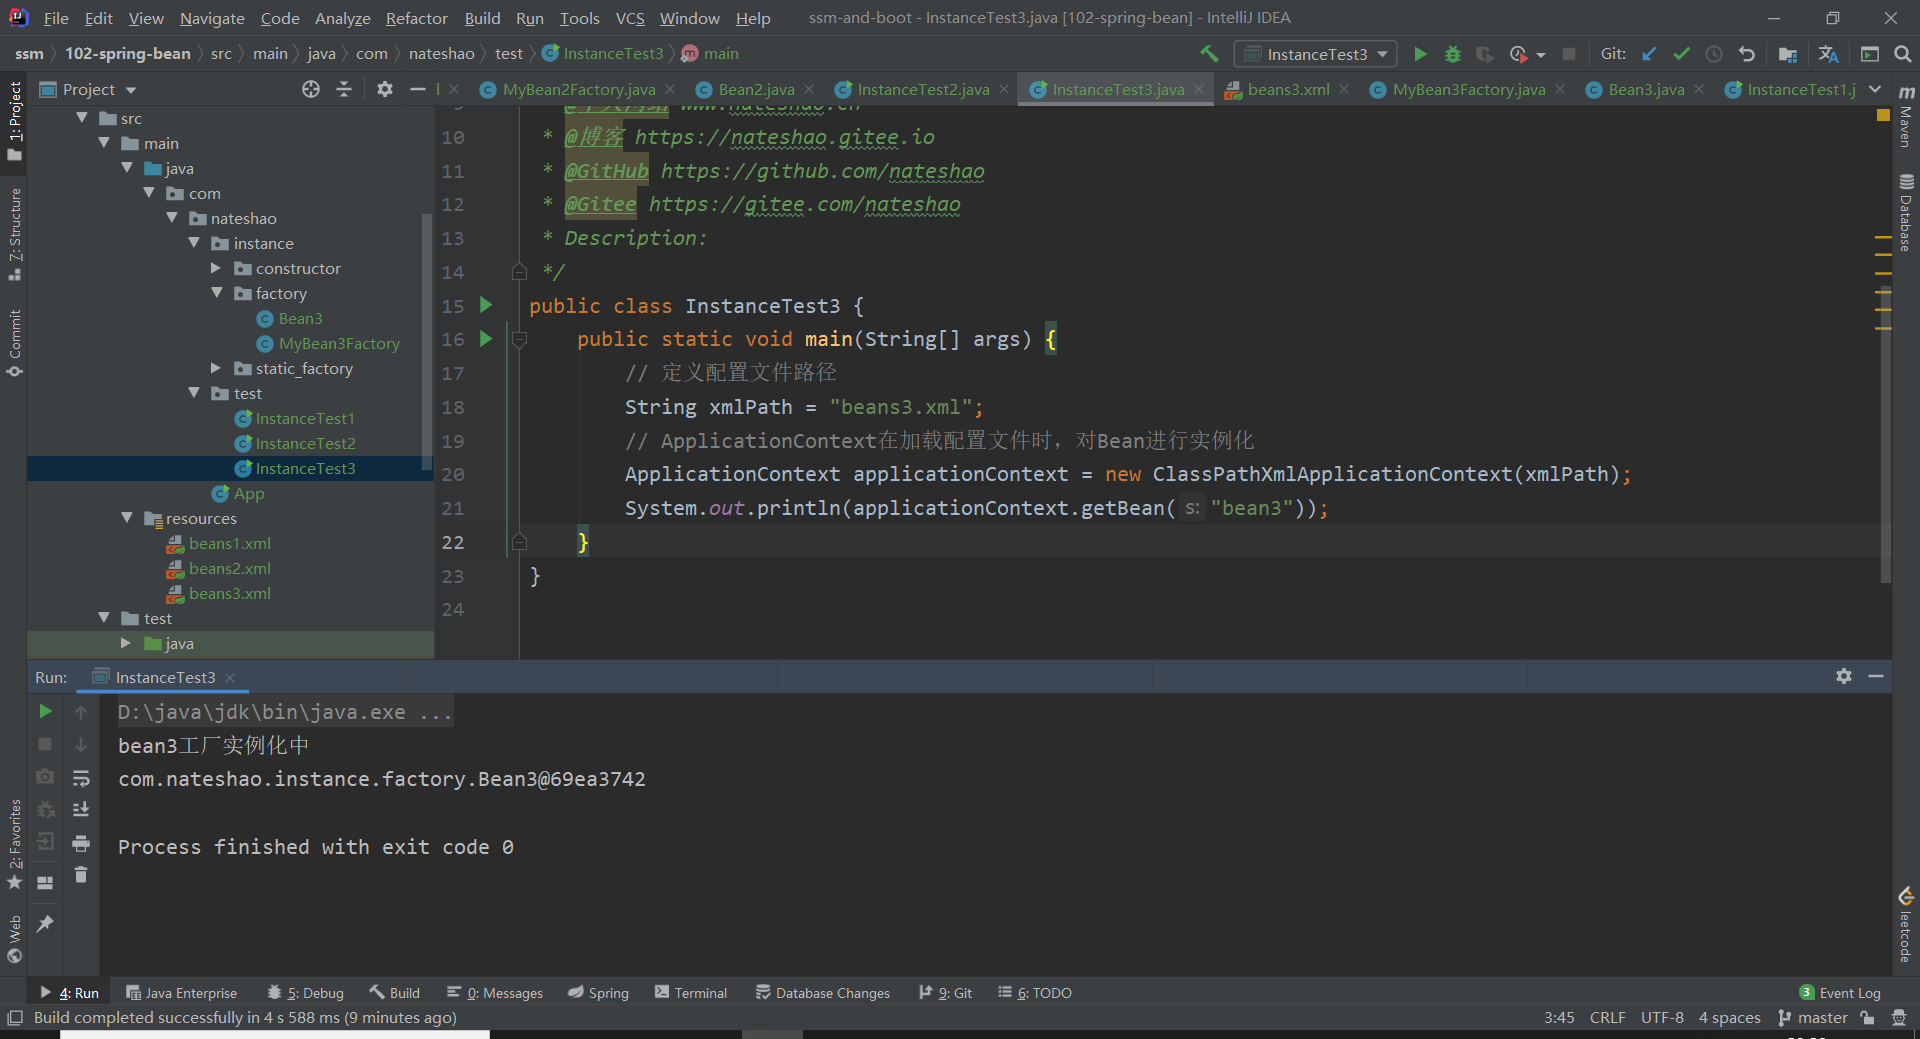 File Edit View Navigate Code Analyze Refactor Build Run Tools VCS Window Help ssm-and-boot - InstanceTest3.java [102-spring-bean] - IntelliJ IDEA
ssm 102-spring-bean src main java com nateshao test InstanceTest3 main InstanceTest3 Git:
Project
MyBean2Factory.java Bean2.java InstanceTest2.java InstanceTest3.java beans3.xml MyBean3Factory.java Bean3.java InstanceTest1.j
1: Project
7: Structure
Commit
2: Favorites
Web
src
main
java
com
nateshao
instance
constructor
factory
Bean3
MyBean3Factory
static_factory
test
InstanceTest1
InstanceTest2
InstanceTest3
App
resources
beans1.xml
beans2.xml
beans3.xml
test
java
10 * @博客 https://nateshao.gitee.io
11 * @GitHub https://github.com/nateshao
12 * @Gitee https://gitee.com/nateshao
13 * Description:
14 */
15 public class InstanceTest3 {
16 public static void main(String[] args) {
17 // 定义配置文件路径
18 String xmlPath = "beans3.xml";
19 // ApplicationContext在加载配置文件时，对Bean进行实例化
20 ApplicationContext applicationContext = new ClassPathXmlApplicationContext(xmlPath);
21 System.out.println(applicationContext.getBean( s: "bean3"));
22 }
23 }
24
Maven
Database
leetcode
Run: InstanceTest3
D:\java\jdk\bin\java.exe ...
bean3工厂实例化中
com.nateshao.instance.factory.Bean3@69ea3742
Process finished with exit code 0
4: Run Java Enterprise 5: Debug Build 0: Messages Spring Terminal Database Changes 9: Git 6: TODO 3 Event Log
Build completed successfully in 4 s 588 ms (9 minutes ago) 3:45 CRLF UTF-8 4 spaces master